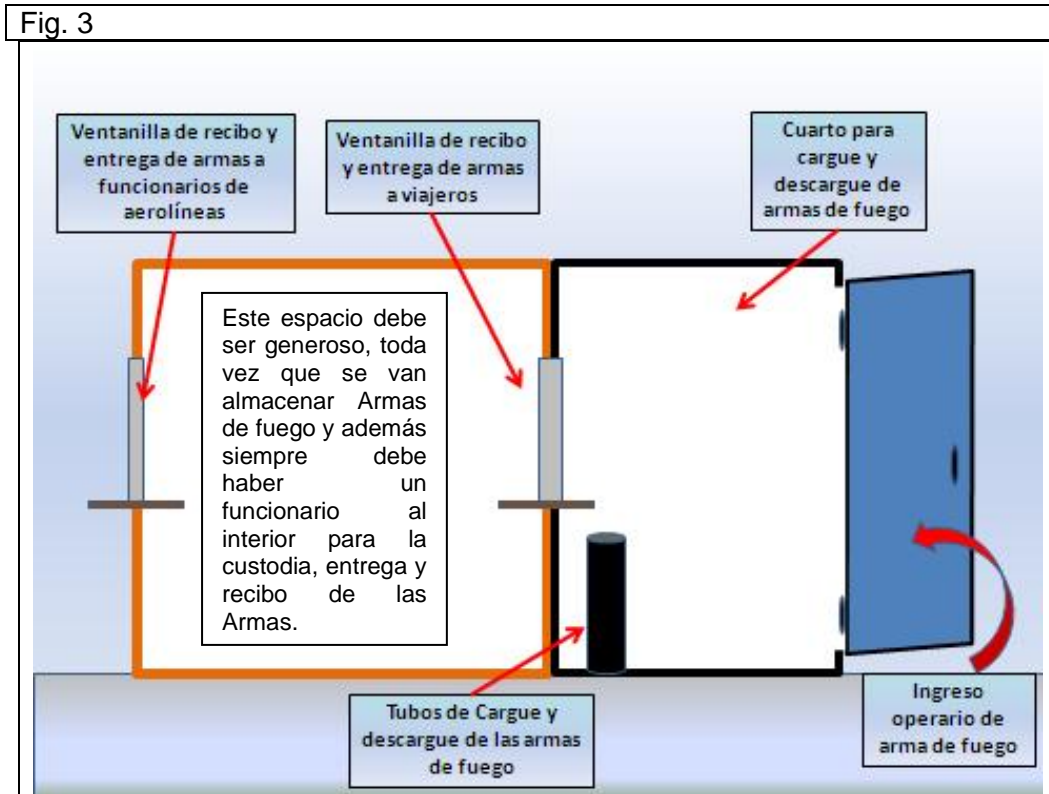 Fig. 3
Ventanilla de recibo y
entrega de armas a
funcionarios de
aerolíneas
Ventanilla de recibo
y entrega de armas
a viajeros
Cuarto para
cargue y
descargue de
armas de fuego
Este espacio debe
ser generoso, toda
vez que se van
almacenar Armas
de fuego y además
siempre debe
haber un
funcionario al
interior para la
custodia, entrega y
recibo de las
Armas.
Tubos de Cargue y
descargue de las armas
de fuego
Ingreso
operario de
arma de fuego